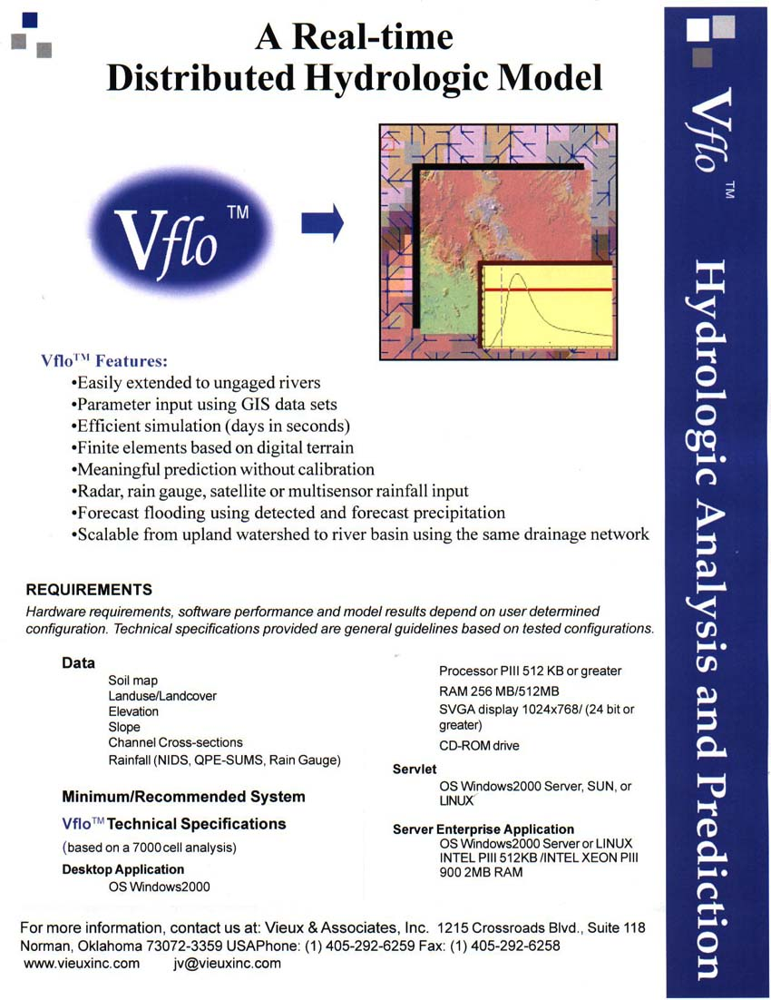 A Real-time
Distributed Hydrologic Model
Vflo™
Vflo™ Features:
•Easily extended to ungaged rivers
•Parameter input using GIS data sets
•Efficient simulation (days in seconds)
•Finite elements based on digital terrain
•Meaningful prediction without calibration
•Radar, rain gauge, satellite or multisensor rainfall input
•Forecast flooding using detected and forecast precipitation
•Scalable from upland watershed to river basin using the same drainage network
REQUIREMENTS
Hardware requirements, software performance and model results depend on user determined
configuration. Technical specifications provided are general guidelines based on tested configurations.
Data
Soil map
Landuse/Landcover
Elevation
Slope
Channel Cross-sections
Rainfall (NIDS, QPE-SUMS, Rain Gauge)
Minimum/Recommended System
Vflo™ Technical Specifications
(based on a 7000 cell analysis)
Desktop Application
OS Windows2000
Processor PIII 512 KB or greater
RAM 256 MB/512MB
SVGA display 1024x768/ (24 bit or
greater)
CD-ROM drive
Servlet
OS Windows2000 Server, SUN, or
LINUX
Server Enterprise Application
OS Windows2000 Server or LINUX
INTEL PIII 512KB /INTEL XEON PIII
900 2MB RAM
For more information, contact us at: Vieux & Associates, Inc. 1215 Crossroads Blvd., Suite 118
Norman, Oklahoma 73072-3359 USAPhone: (1) 405-292-6259 Fax: (1) 405-292-6258
www.vieuxinc.com jv@vieuxinc.com
Vflo™ Hydrologic Analysis and Prediction